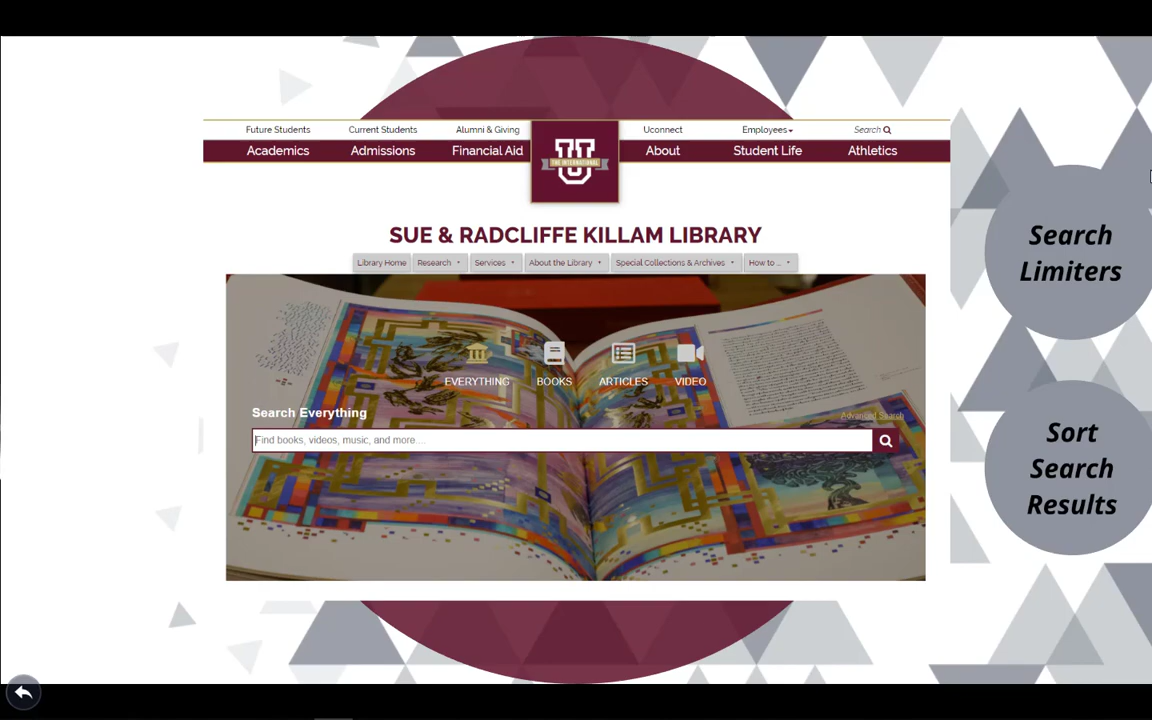 Future Students
Current Students
Alumni & Giving
Uconnect
Employees
Search
Academics
Admissions
Financial Aid
U
THE INTERNATIONAL
About
Student Life
Athletics
SUE & RADCLIFFE KILLAM LIBRARY
Library Home
Research
Services
About the Library
Special Collections & Archives
How to ...
EVERYTHING
BOOKS
ARTICLES
VIDEO
Search Everything
Advanced Search
Find books, videos, music, and more....
Search
Limiters
Sort
Search
Results